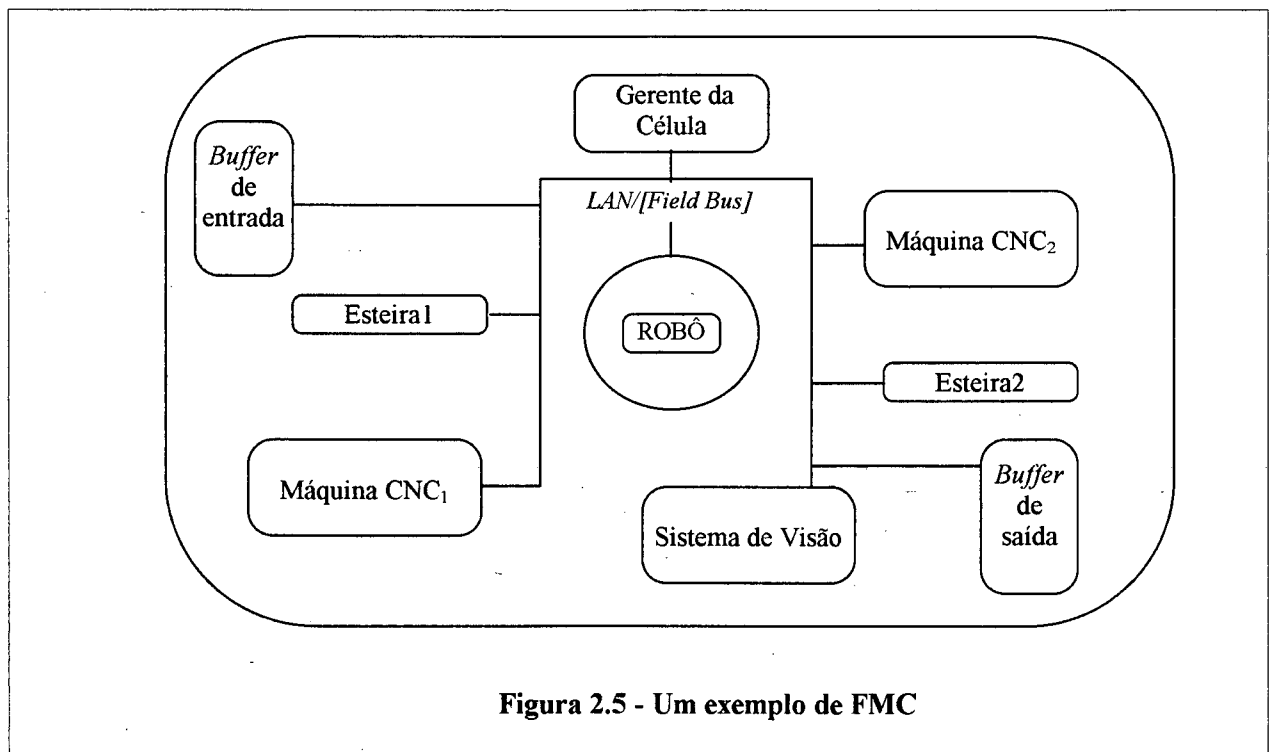 Gerente da
Célula
Buffer
de
entrada
LAN/[Field Bus]
Máquina CNC₂
Esteira1
ROBÔ
Esteira2
Máquina CNC₁
Sistema de Visão
Buffer
de
saída
Figura 2.5 - Um exemplo de FMC